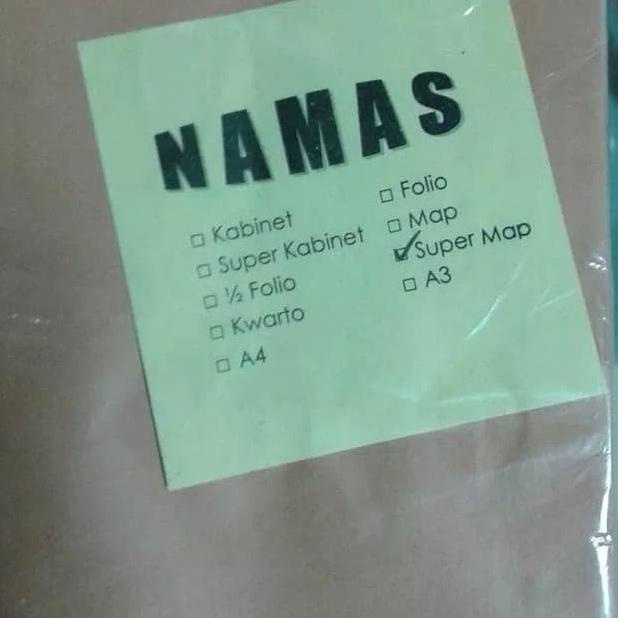 NAMAS
☐ Kabinet
☐ Super Kabinet
☐ ½ Folio
☐ Kwarto
☐ A4
☐ Folio
☐ Map
☑ Super Map
☐ A3